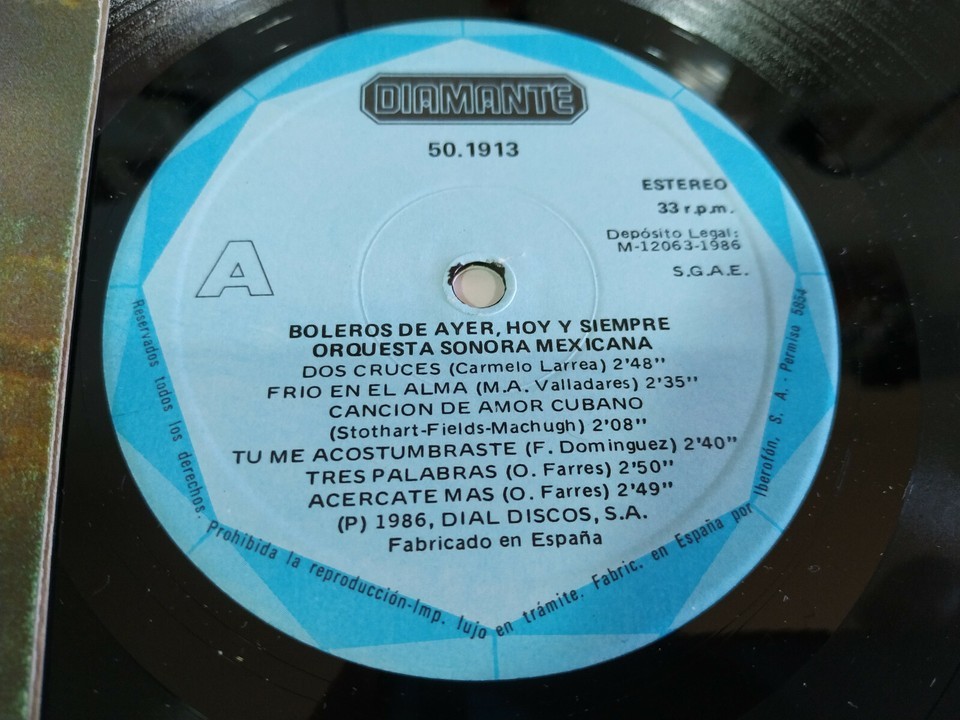 DIAMANTE
50.1913
ESTEREO
33 r.p.m.
Depósito Legal:
M-12063-1986
S.G.A.E.
A
BOLEROS DE AYER, HOY Y SIEMPRE
ORQUESTA SONORA MEXICANA
DOS CRUCES (Carmelo Larrea) 2'48"
FRIO EN EL ALMA (M.A. Valladares) 2'35"
CANCION DE AMOR CUBANO
(Stothart-Fields-Machugh) 2'08"
TU ME ACOSTUMBRASTE (F. Dominguez) 2'40"
TRES PALABRAS (O. Farres) 2'50"
ACERCATE MAS (O. Farres) 2'49"
(P) 1986, DIAL DISCOS, S.A.
Fabricado en España
Reservados todos los derechos. Prohibida la reproducción-Imp. lujo en trámite. Fabric. en España por Iberofón, S. A. - Permiso 5854